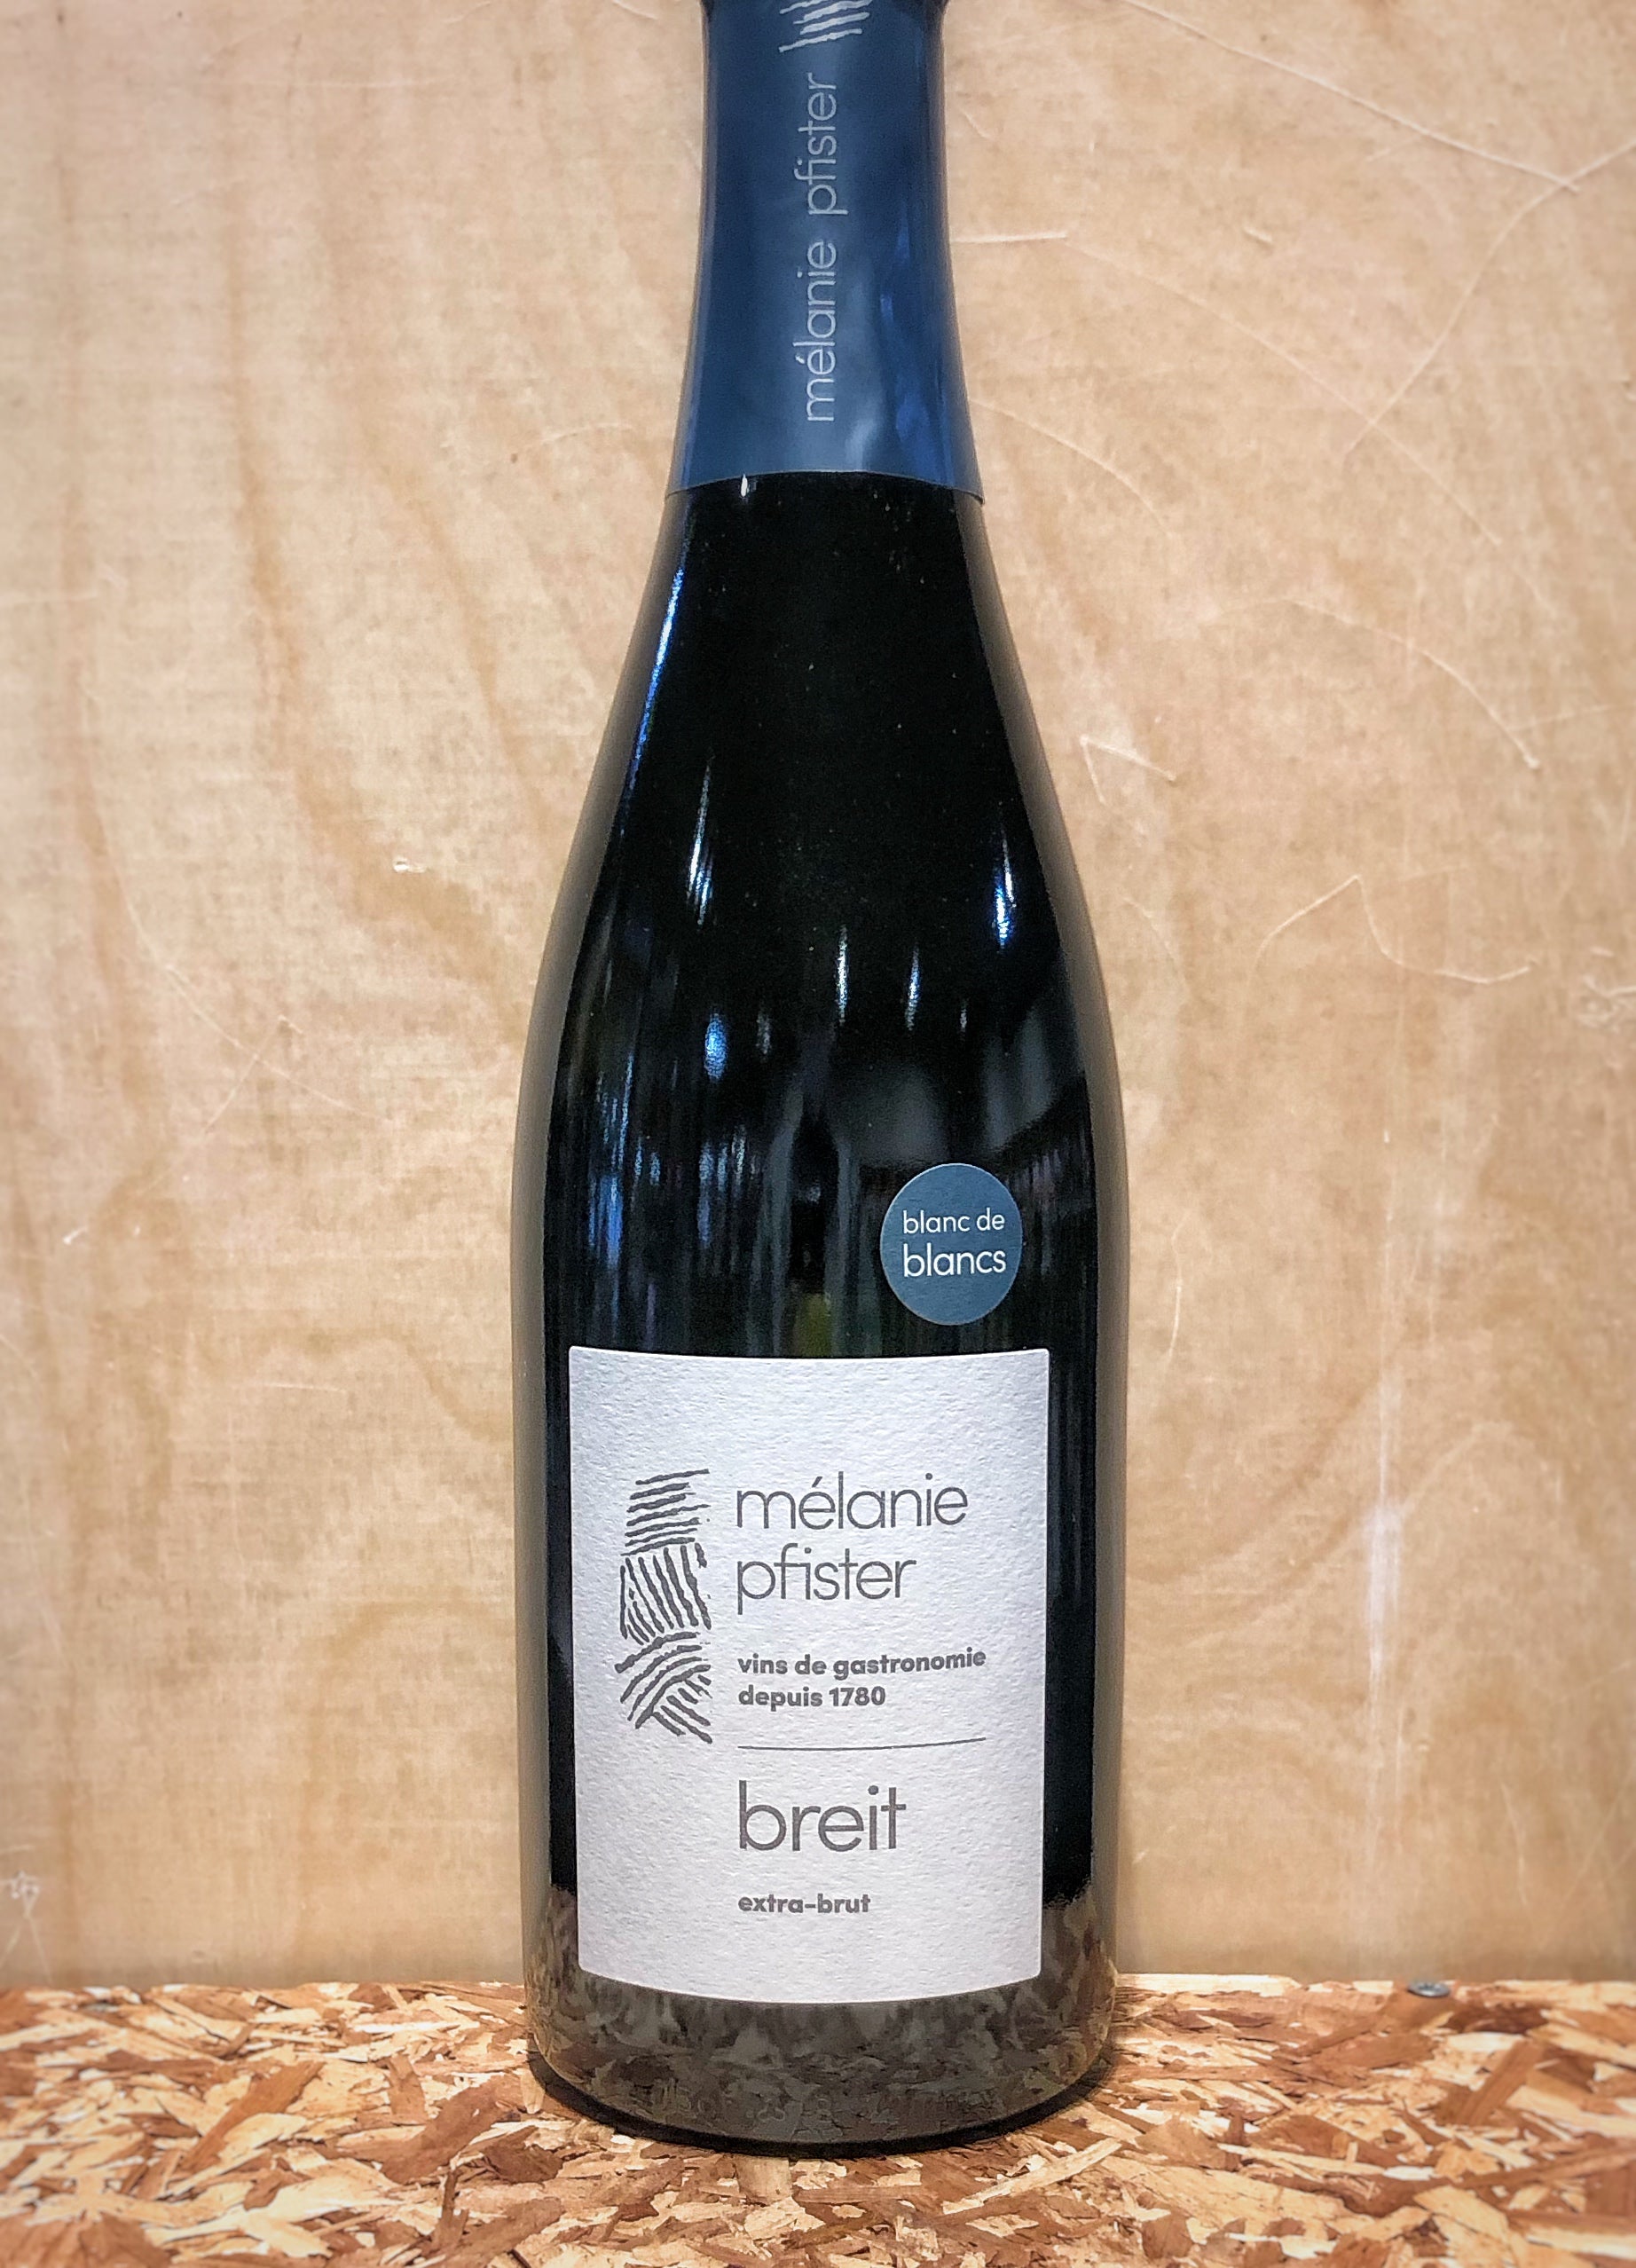 mélanie pfister
blanc de
blancs
mélanie
pfister
vins de gastronomie
depuis 1780
breit
extra-brut